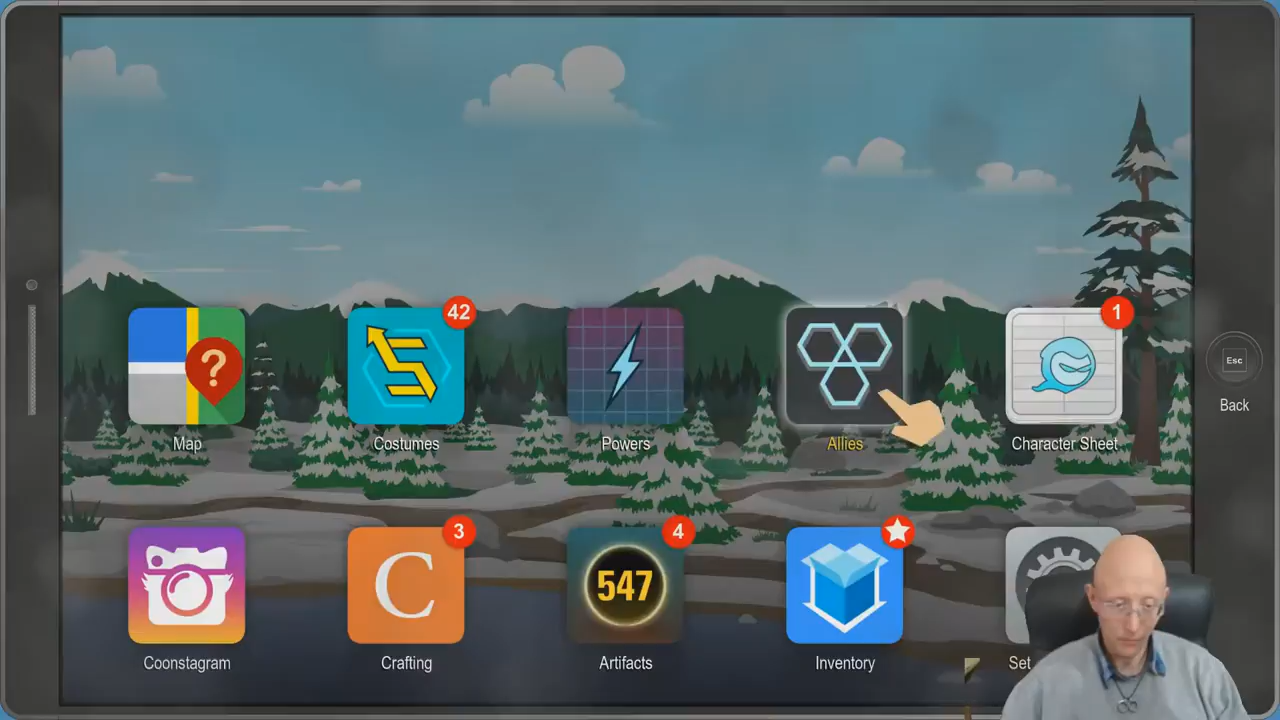 42
1
?
Esc
Back
Map
Costumes
Powers
Allies
Character Sheet
3
4
C
547
Coonstagram
Crafting
Artifacts
Inventory
Set